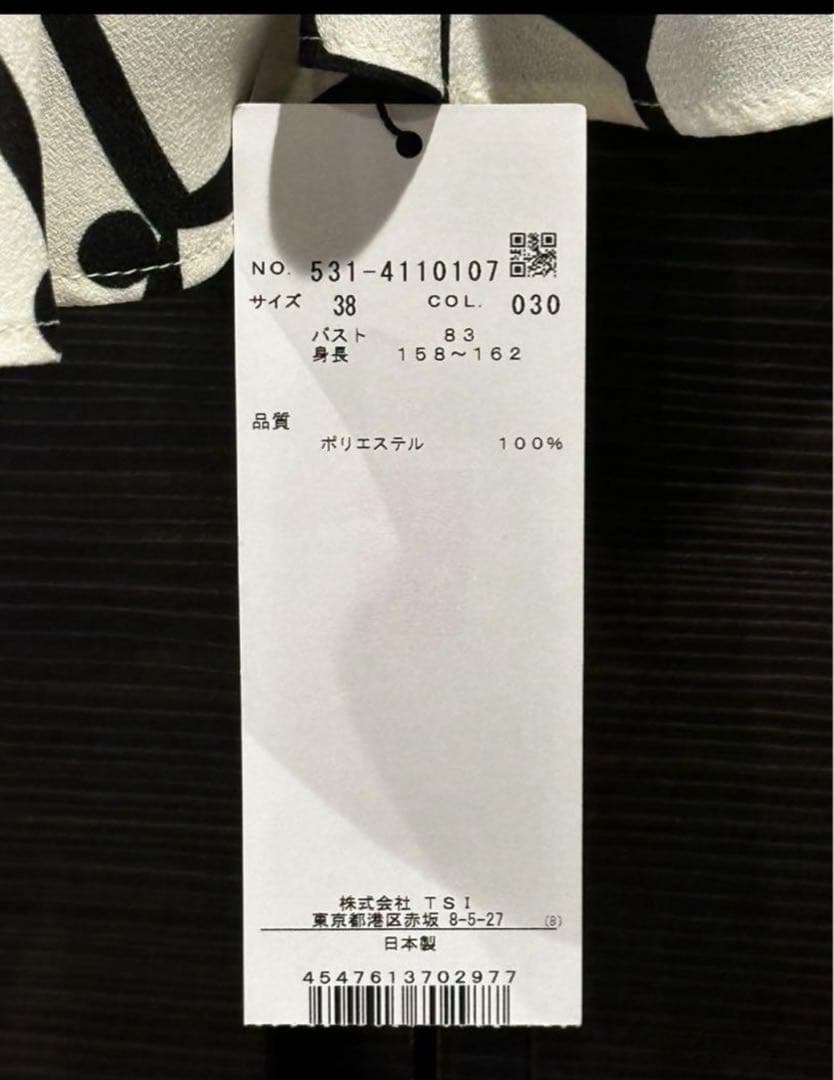 NO. 531-4110107
サイズ 38 COL. 030
バスト 83
身長 158～162
品質
ポリエステル 100%
株式会社 TSI
東京都港区赤坂 8-5-27 (8)
日本製
4547613702977